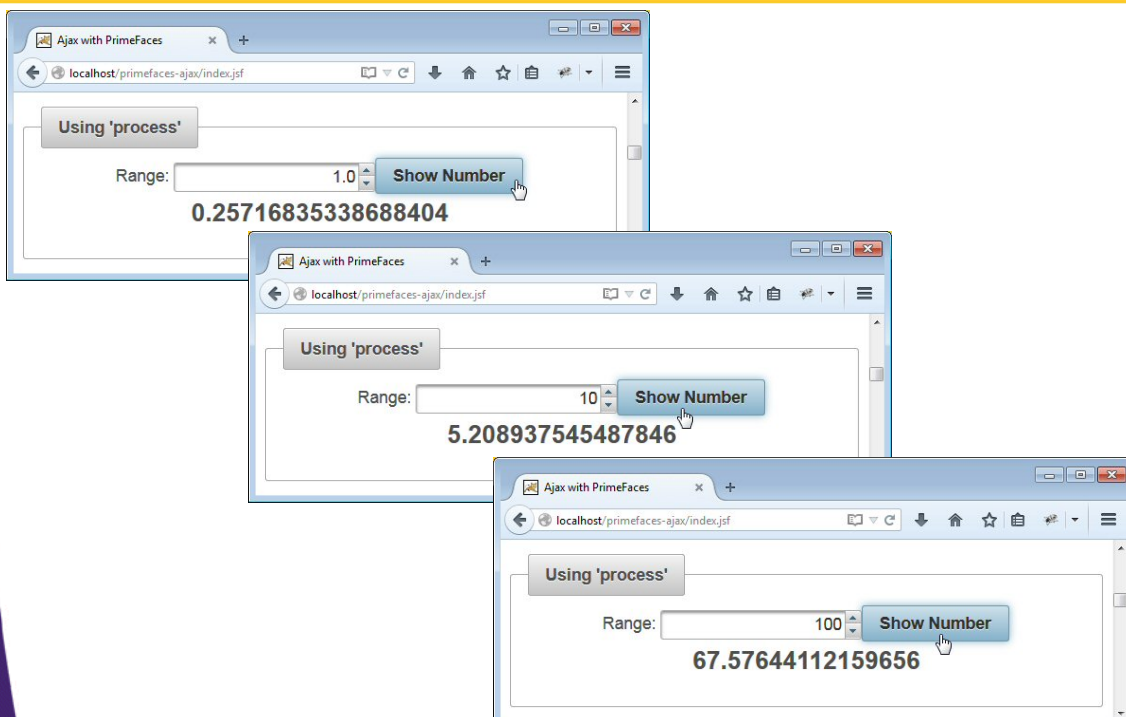 Ajax with PrimeFaces
localhost/primefaces-ajax/index.jsf
Using 'process'
Range: 1.0 Show Number
0.25716835338688404
Ajax with PrimeFaces
localhost/primefaces-ajax/index.jsf
Using 'process'
Range: 10 Show Number
5.208937545487846
Ajax with PrimeFaces
localhost/primefaces-ajax/index.jsf
Using 'process'
Range: 100 Show Number
67.57644112159656